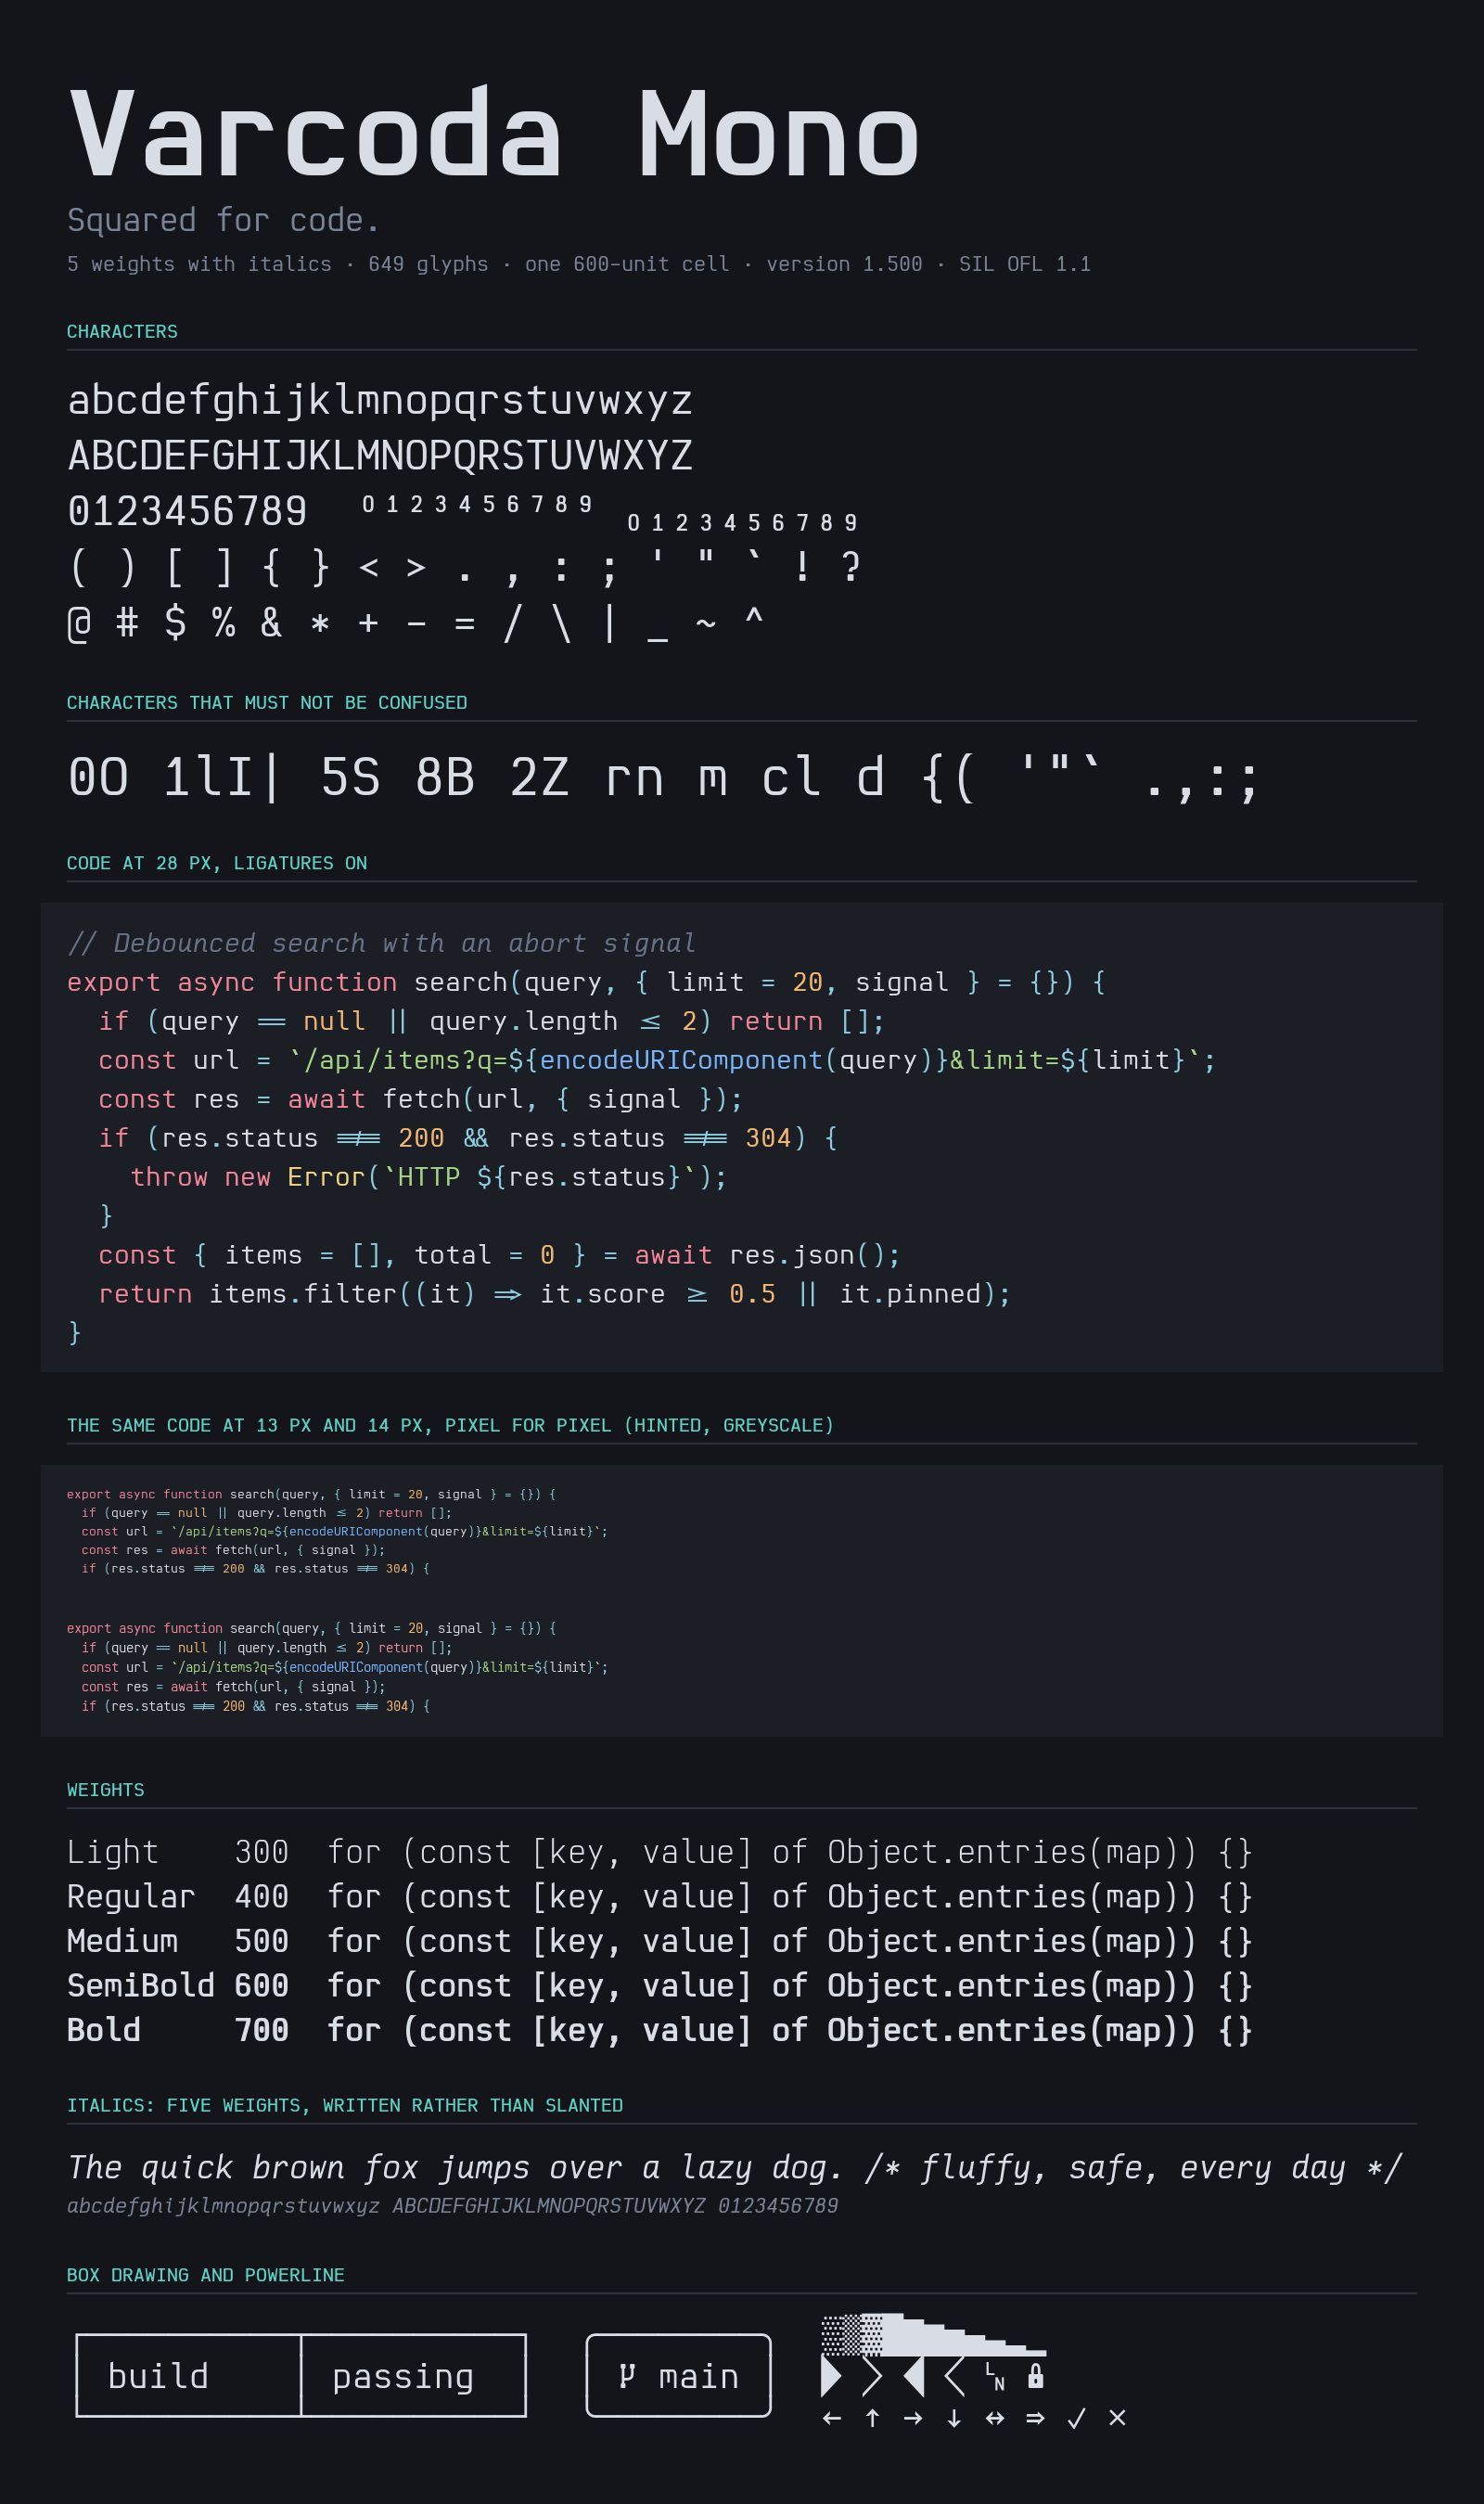 Varcoda Mono
Squared for code.
5 weights with italics · 649 glyphs · one 600-unit cell · version 1.500 · SIL OFL 1.1
CHARACTERS
abcdefghijklmnopqrstuvwxyz
ABCDEFGHIJKLMNOPQRSTUVWXYZ
0123456789 ⁰ ¹ ² ³ ⁴ ⁵ ⁶ ⁷ ⁸ ⁹ ₀ ₁ ₂ ₃ ₄ ₅ ₆ ₇ ₈ ₉
( ) [ ] { } < > . , : ; ' " ` ! ?
@ # $ % & * + - = / \ | _ ~ ^
CHARACTERS THAT MUST NOT BE CONFUSED
0O 1lI| 5S 8B 2Z rn m cl d {( '"` .,:;
CODE AT 28 PX, LIGATURES ON
// Debounced search with an abort signal
export async function search(query, { limit = 20, signal } = {}) {
  if (query == null || query.length <= 2) return [];
  const url = `/api/items?q=${encodeURIComponent(query)}&limit=${limit}`;
  const res = await fetch(url, { signal });
  if (res.status !== 200 && res.status !== 304) {
    throw new Error(`HTTP ${res.status}`);
  }
  const { items = [], total = 0 } = await res.json();
  return items.filter((it) => it.score >= 0.5 || it.pinned);
}
THE SAME CODE AT 13 PX AND 14 PX, PIXEL FOR PIXEL (HINTED, GREYSCALE)
export async function search(query, { limit = 20, signal } = {}) {
  if (query == null || query.length <= 2) return [];
  const url = `/api/items?q=${encodeURIComponent(query)}&limit=${limit}`;
  const res = await fetch(url, { signal });
  if (res.status !== 200 && res.status !== 304) {
export async function search(query, { limit = 20, signal } = {}) {
  if (query == null || query.length <= 2) return [];
  const url = `/api/items?q=${encodeURIComponent(query)}&limit=${limit}`;
  const res = await fetch(url, { signal });
  if (res.status !== 200 && res.status !== 304) {
WEIGHTS
Light 300 for (const [key, value] of Object.entries(map)) {}
Regular 400 for (const [key, value] of Object.entries(map)) {}
Medium 500 for (const [key, value] of Object.entries(map)) {}
SemiBold 600 for (const [key, value] of Object.entries(map)) {}
Bold 700 for (const [key, value] of Object.entries(map)) {}
ITALICS: FIVE WEIGHTS, WRITTEN RATHER THAN SLANTED
The quick brown fox jumps over a lazy dog. /* fluffy, safe, every day */
abcdefghijklmnopqrstuvwxyz ABCDEFGHIJKLMNOPQRSTUVWXYZ 0123456789
BOX DRAWING AND POWERLINE
build passing main LN
← ↑ → ↓ ↔ ⇒ ✓ ✕